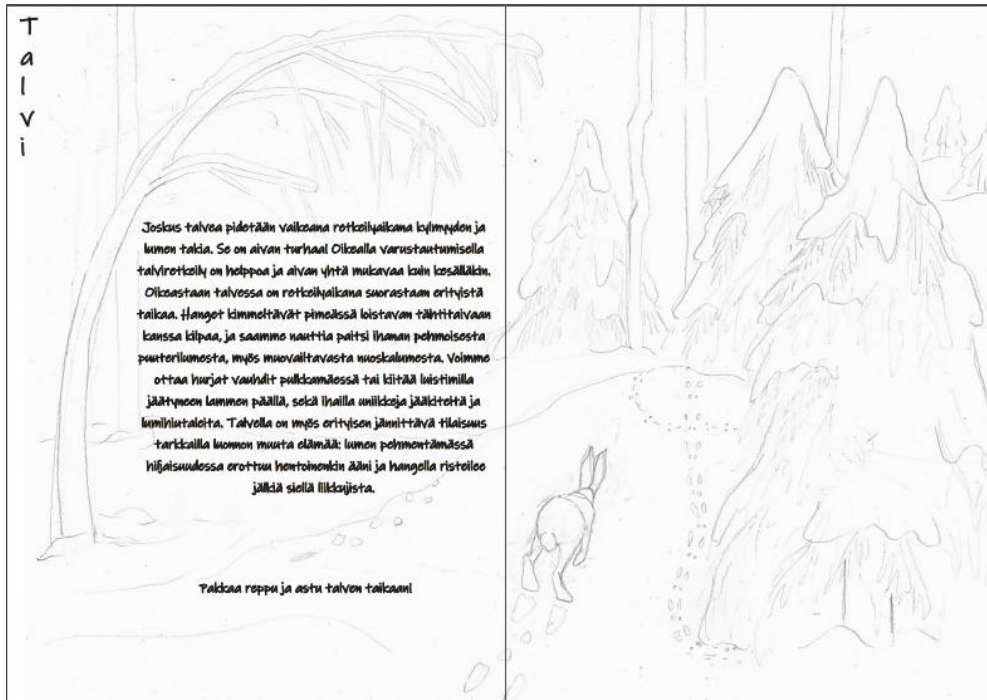 Talvi
Joskus talvea pidetään vaikeana retkeilyaikana kylmyyden ja
lumen takia. Se on aivan turhaa! Oikealla varustautumisella
talviretkeily on helppoa ja aivan yhtä mukavaa kuin kesälläkin.
Oikeastaan talvessa on retkeilyaikana suorastaan erityistä
taikaa. Hanget kimmeltävät pimeässä loistavan tähtitaivaan
kanssa kilpaa, ja saamme nauttia paitsi ihanan pehmoisesta
puuterilumesta, myös muovailtavasta nuoskalumesta. Voimme
ottaa hurjat vauhdit pulkkamäessä tai kiitää luistimilla
jäätyneen lammen päällä, sekä ihailla uniikkeja jääkiteitä ja
lumihiutaleita. Talvella on myös erityisen jännittävä tilaisuus
tarkkailla luonnon muuta elämää: lumen pehmentämässä
hiljaisuudessa erottuu hentoinenkin ääni ja hangella risteilee
jälkiä siellä liikkujista.
Pakkaa reppu ja astu talven taikaan!